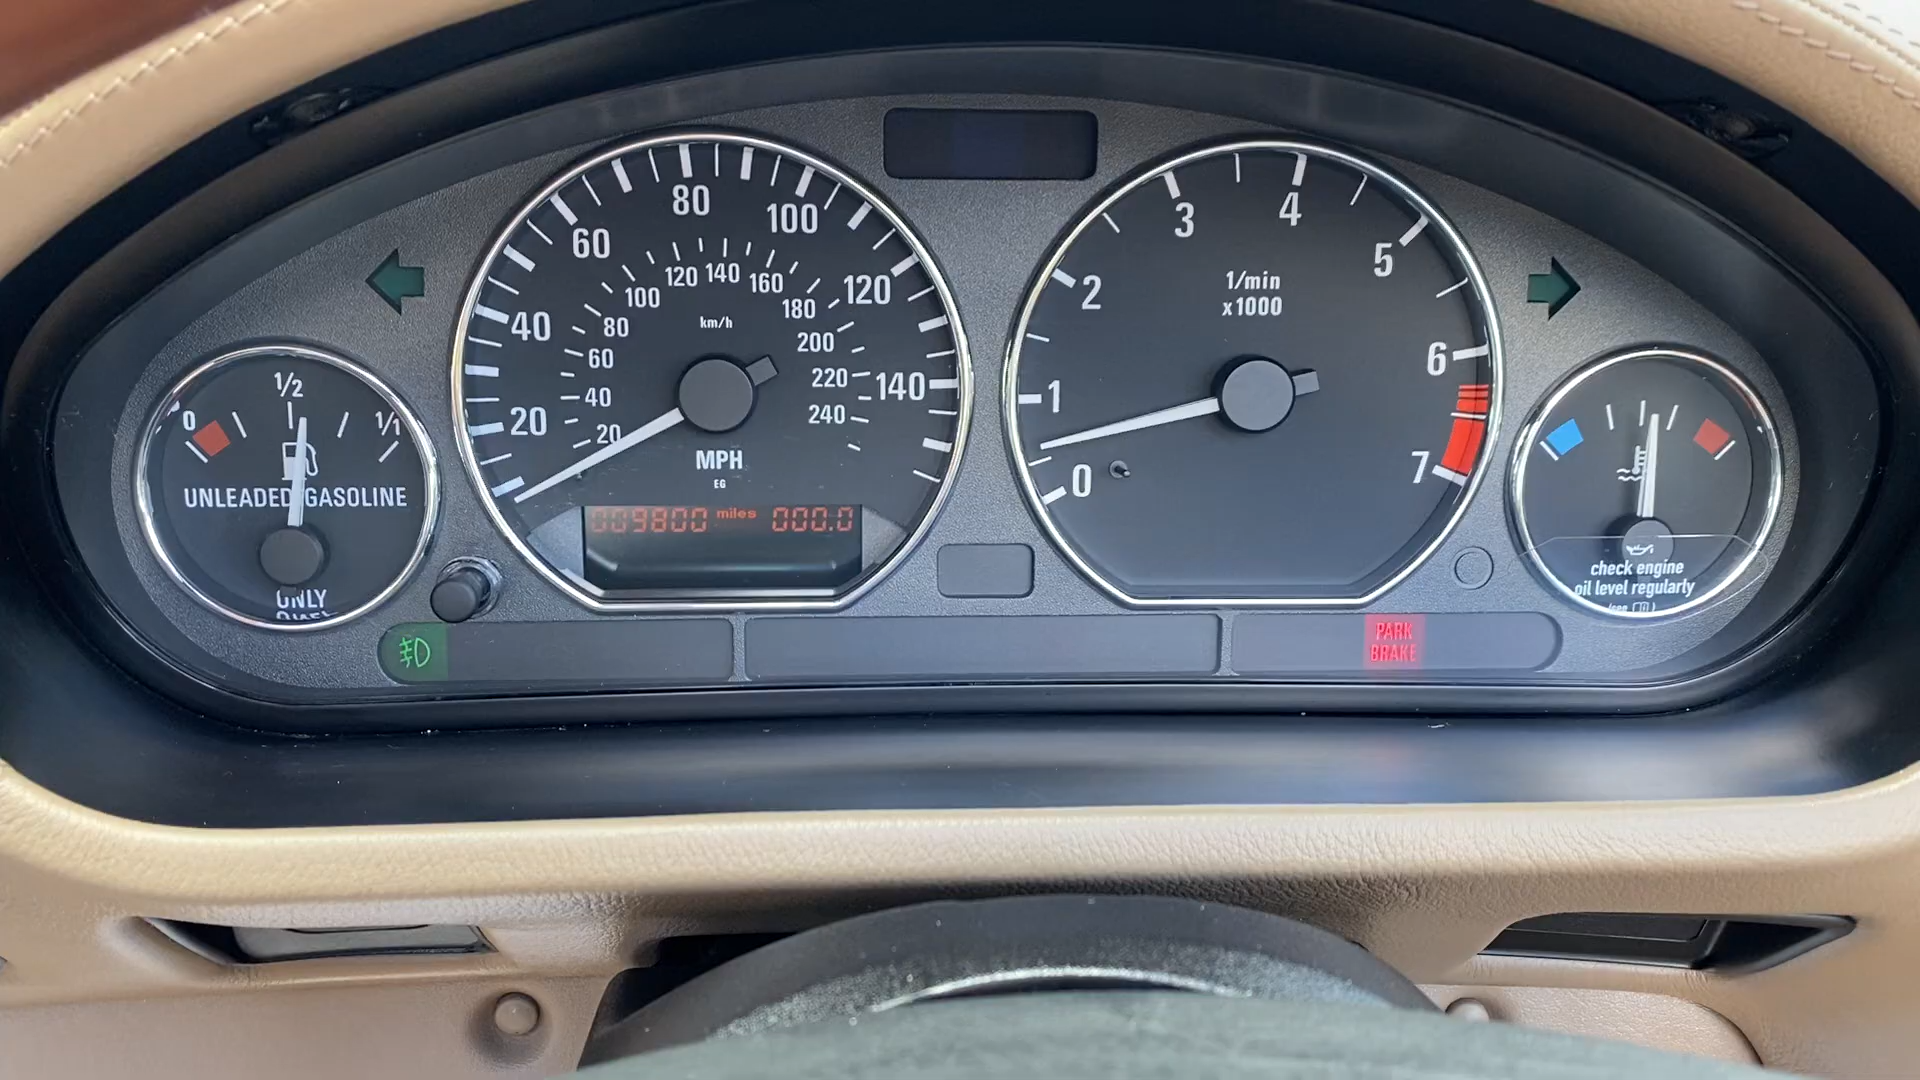 0 1/2 1/1
UNLEADED GASOLINE
ONLY
20 40 60 80 100 120 140
20 40 60 80 100 120 140 160 180 200 220 240
km/h
MPH
EG
009800 miles 000.0
0 1 2 3 4 5 6 7
1/min
x1000
check engine
oil level regularly
PARK
BRAKE